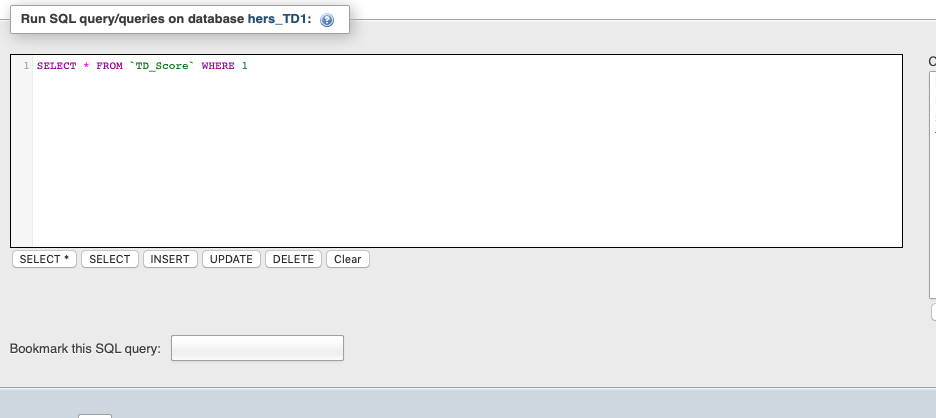 Run SQL query/queries on database hers_TD1:
1 SELECT * FROM `TD_Score` WHERE 1
SELECT * SELECT INSERT UPDATE DELETE Clear
Bookmark this SQL query: